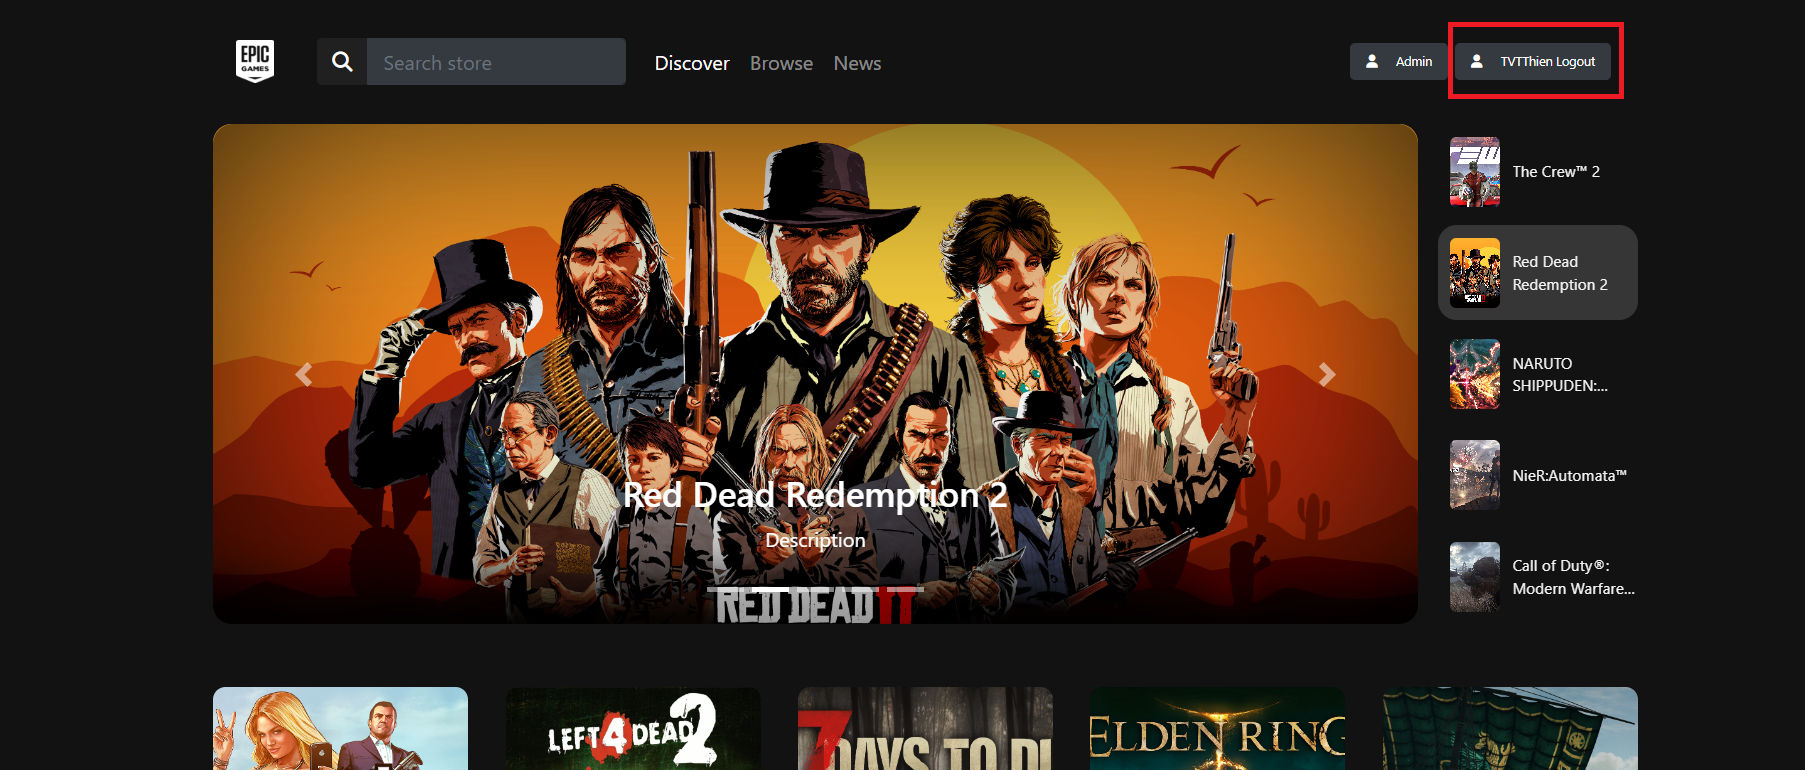 EPIC
GAMES
Search store
Discover
Browse
News
Admin
TVTThien Logout
The Crew™ 2
Red Dead
Redemption 2
NARUTO
SHIPPUDEN:...
NieR:Automata™
Call of Duty®:
Modern Warfare...
Red Dead Redemption 2
Description
RED DEAD II
LEFT 4 DEAD 2
7 DAYS TO DI
ELDEN RING